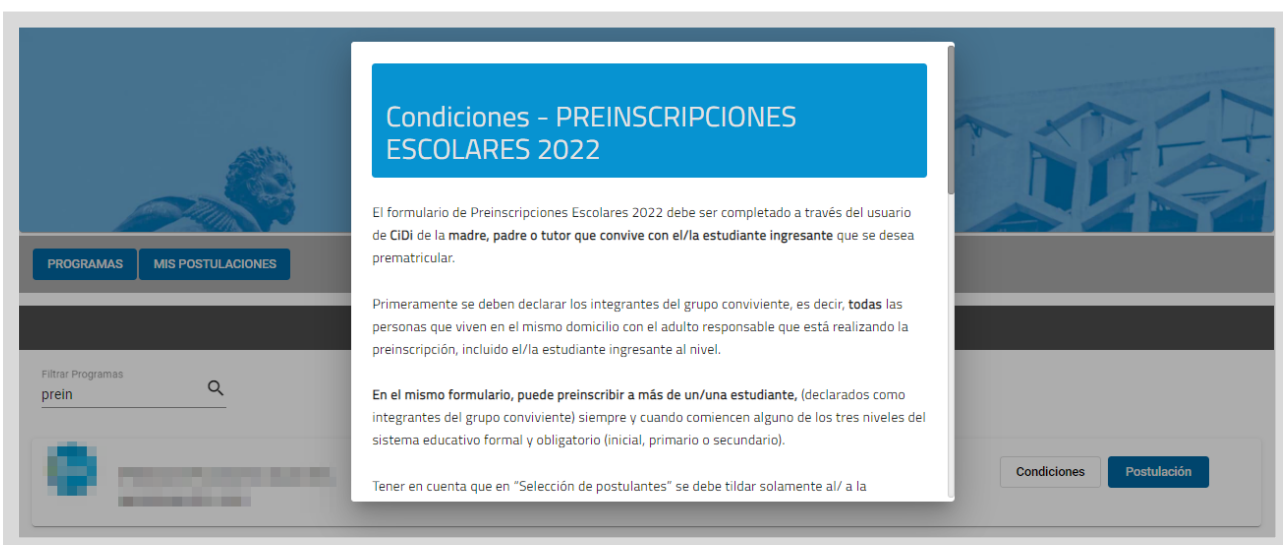 Condiciones - PREINSCRIPCIONES
ESCOLARES 2022
El formulario de Preinscripciones Escolares 2022 debe ser completado a través del usuario
de CiDi de la madre, padre o tutor que convive con el/la estudiante ingresante que se desea
prematricular.
Primeramente se deben declarar los integrantes del grupo conviviente, es decir, todas las
personas que viven en el mismo domicilio con el adulto responsable que está realizando la
preinscripción, incluido el/la estudiante ingresante al nivel.
En el mismo formulario, puede preinscribir a más de un/una estudiante, (declarados como
integrantes del grupo conviviente) siempre y cuando comiencen alguno de los tres niveles del
sistema educativo formal y obligatorio (inicial, primario o secundario).
Tener en cuenta que en “Selección de postulantes” se debe tildar solamente al/ a la
PROGRAMAS
MIS POSTULACIONES
Filtrar Programas
prein
Condiciones
Postulación